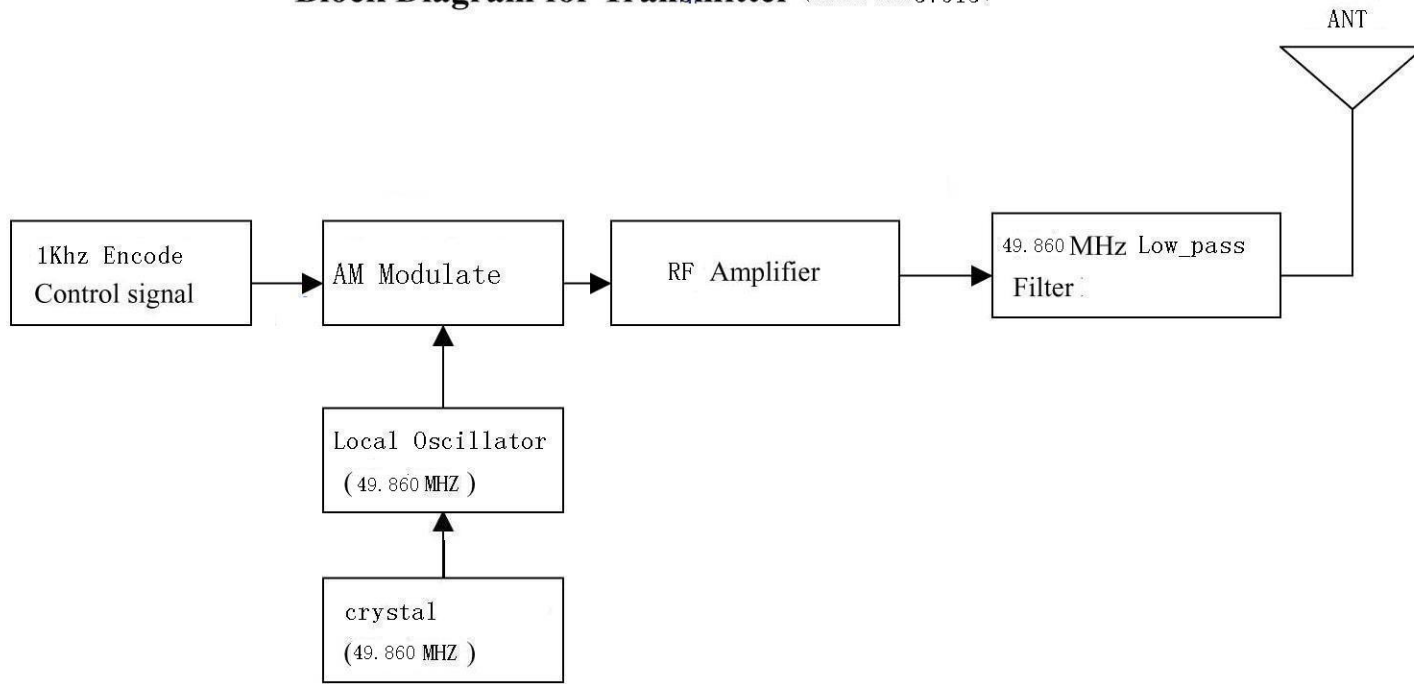 Block Diagram for Transmitter
ANT
1Khz Encode
Control signal
AM Modulate
RF Amplifier
49.860 MHz Low_pass
Filter
Local Oscillator
(49.860 MHZ)
crystal
(49.860 MHZ)